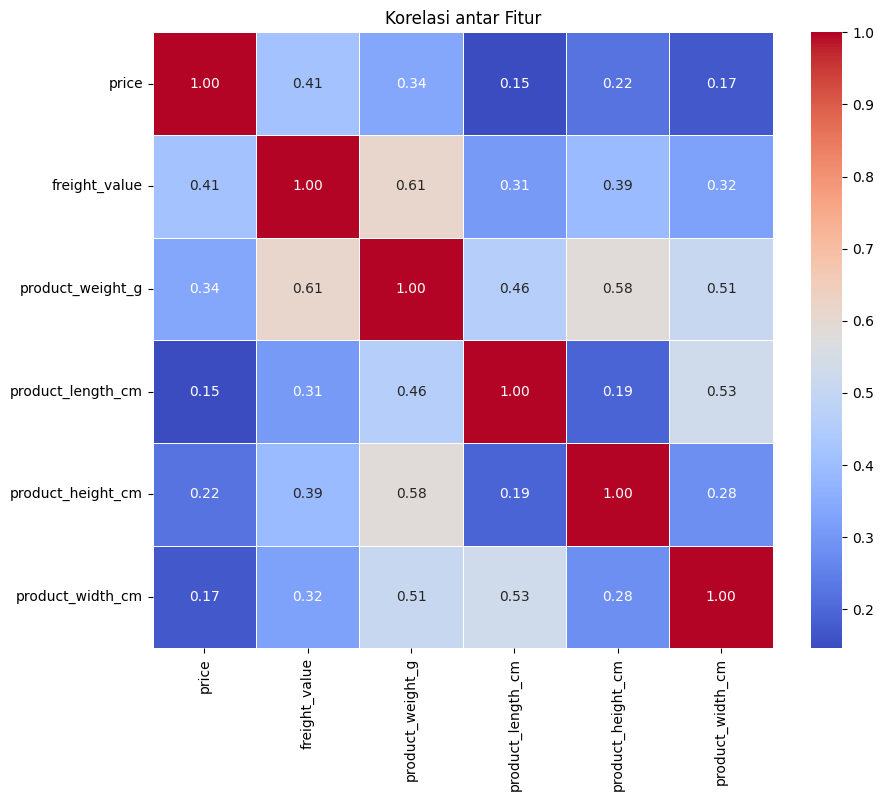 Korelasi antar Fitur
price 1.00 0.41 0.34 0.15 0.22 0.17
freight_value 0.41 1.00 0.61 0.31 0.39 0.32
product_weight_g 0.34 0.61 1.00 0.46 0.58 0.51
product_length_cm 0.15 0.31 0.46 1.00 0.19 0.53
product_height_cm 0.22 0.39 0.58 0.19 1.00 0.28
product_width_cm 0.17 0.32 0.51 0.53 0.28 1.00
price
freight_value
product_weight_g
product_length_cm
product_height_cm
product_width_cm
1.0
0.9
0.8
0.7
0.6
0.5
0.4
0.3
0.2